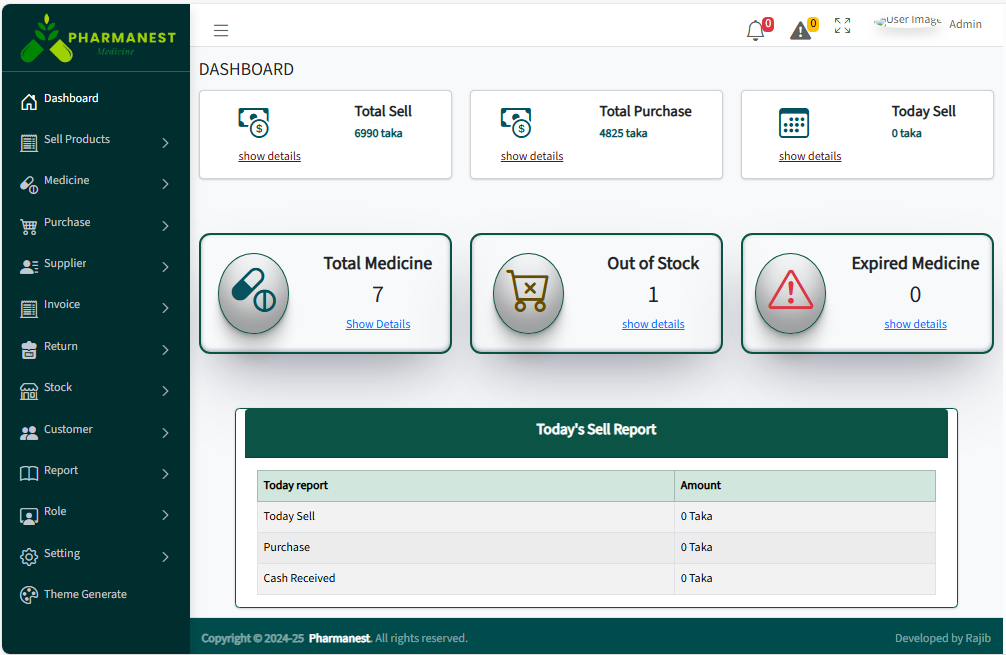 PHARMANEST
Medicine
0
0
User Image
Admin
DASHBOARD
Dashboard
Sell Products
Medicine
Purchase
Supplier
Invoice
Return
Stock
Customer
Report
Role
Setting
Theme Generate
Total Sell
6990 taka
show details
Total Purchase
4825 taka
show details
Today Sell
0 taka
show details
Total Medicine
7
Show Details
Out of Stock
1
show details
Expired Medicine
0
show details
Today's Sell Report
Today report Amount
Today Sell 0 Taka
Purchase 0 Taka
Cash Received 0 Taka
Copyright © 2024-25 Pharmanest. All rights reserved. Developed by Rajib